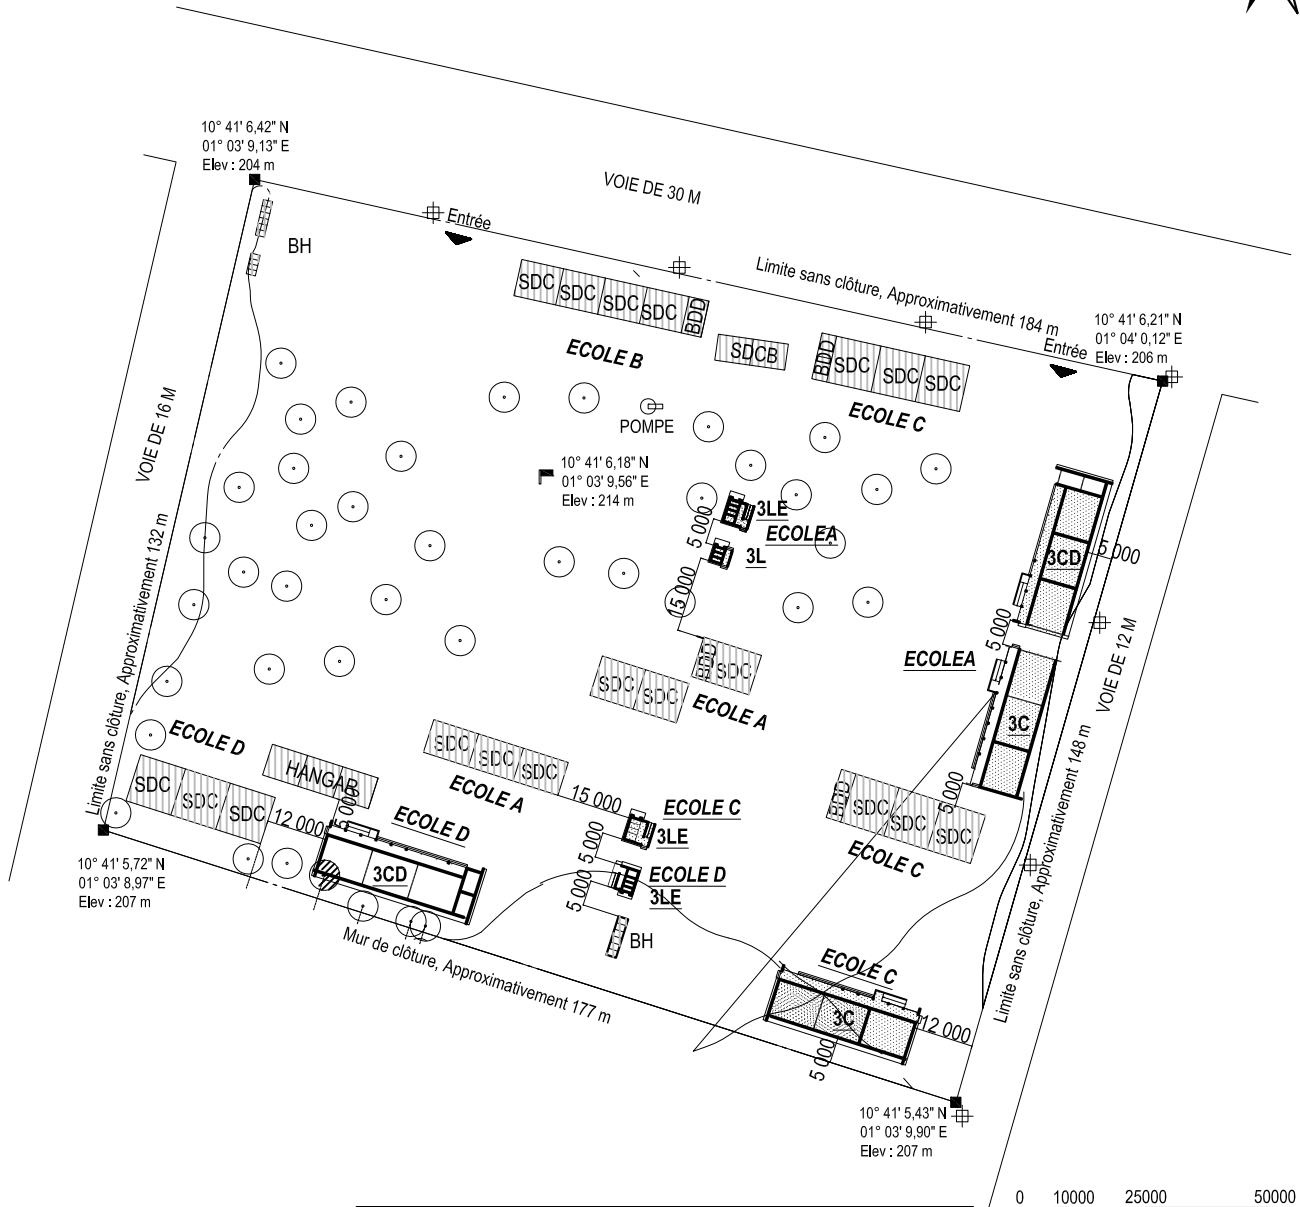 10° 41' 6,42" N
01° 03' 9,13" E
Elev : 204 m
VOIE DE 30 M
Entrée
BH
Limite sans clôture, Approximativement 184 m
SDC
SDC
SDC
SDC
BDD
10° 41' 6,21" N
01° 04' 0,12" E
Elev : 206 m
Entrée
SDCB
BDD
SDC
SDC
SDC
ECOLE B
ECOLE C
VOIE DE 16 M
POMPE
10° 41' 6,18" N
01° 03' 9,56" E
Elev : 214 m
3LE
5 000
ECOLEA
3L
3CD
5 000
15 000
5 000
Limite sans clôture, Approximativement 132 m
BDD
SDC
ECOLEA
VOIE DE 12 M
SDC
SDC
ECOLE A
3C
ECOLE D
SDC
SDC
SDC
HANGAR
SDC
SDC
SDC
ECOLE A
15 000
5 000
BDD
SDC
SDC
SDC
ECOLE C
ECOLE C
3LE
12 000
5 000
ECOLE D
3CD
5 000
ECOLE D
3LE
5 000
BH
10° 41' 5,72" N
01° 03' 8,97" E
Elev : 207 m
Mur de clôture, Approximativement 177 m
Limite sans clôture, Approximativement 148 m
ECOLE C
3C
12 000
5 000
10° 41' 5,43" N
01° 03' 9,90" E
Elev : 207 m
0 10000 25000 50000